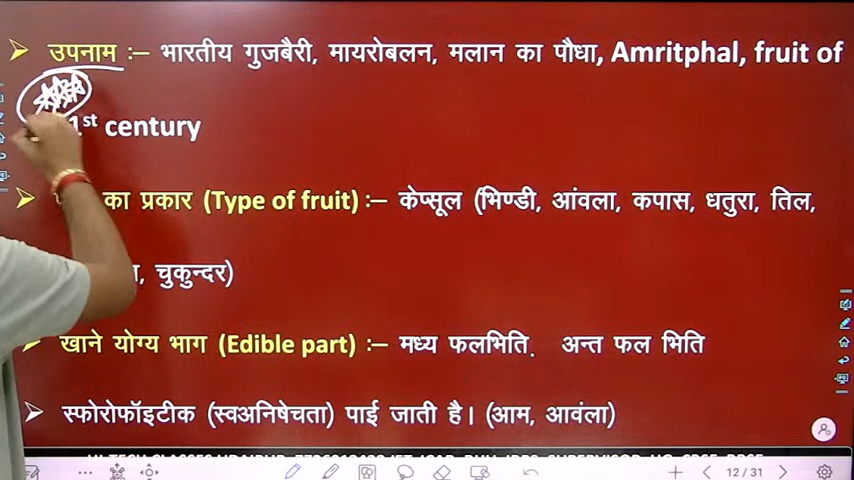 उपनाम :– भारतीय गुजबैरी, मायरोबलन, मलान का पौधा, Amritphal, fruit of
1st century
का प्रकार (Type of fruit) :– केप्सूल (भिण्डी, आंवला, कपास, धतुरा, तिल,
चुकुन्दर)
खाने योग्य भाग (Edible part) :– मध्य फलभिति. अन्त फल भिति
स्फोरोफॉइटीक (स्वअनिषेचता) पाई जाती है। (आम, आवंला)
12 / 31